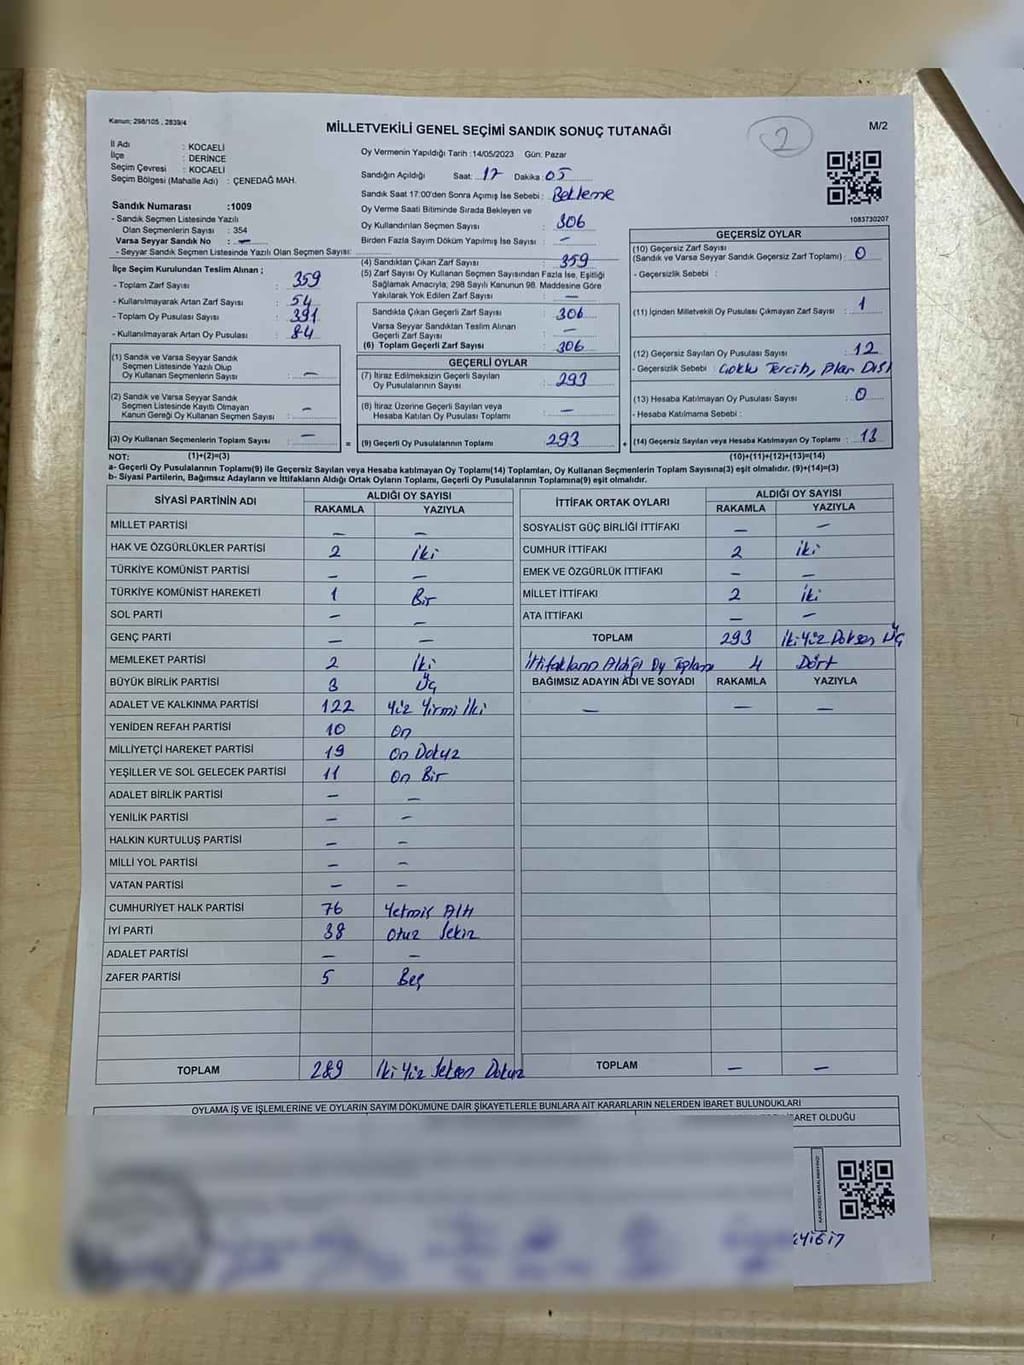 Kanun; 298/105 , 2839/4
MİLLETVEKİLİ GENEL SEÇİMİ SANDIK SONUÇ TUTANAĞI
2
M/2
İl Adı : KOCAELİ
İlçe : DERİNCE
Seçim Çevresi : KOCAELİ
Seçim Bölgesi (Mahalle Adı) : ÇENEDAĞ MAH.
Sandık Numarası :1009
- Sandık Seçmen Listesinde Yazılı
Olan Seçmenlerin Sayısı : 354
Varsa Seyyar Sandık No : –
- Seyyar Sandık Seçmen Listesinde Yazılı Olan Seçmen Sayısı:
İlçe Seçim Kurulundan Teslim Alınan ;
- Toplam Zarf Sayısı : 359
- Kullanılmayarak Artan Zarf Sayısı : 54
- Toplam Oy Pusulası Sayısı : 391
- Kullanılmayarak Artan Oy Pusulası : 84
(1) Sandık ve Varsa Seyyar Sandık
Seçmen Listesinde Yazılı Olup
Oy Kullanan Seçmenlerin Sayısı : –
(2) Sandık ve Varsa Seyyar Sandık
Seçmen Listesinde Kayıtlı Olmayan
Kanun Gereği Oy Kullanan Seçmen Sayısı : –
(3) Oy Kullanan Seçmenlerin Toplam Sayısı : –
Oy Vermenin Yapıldığı Tarih :14/05/2023 Gün: Pazar
Sandığın Açıldığı Saat: 17 Dakika: 05
Sandık Saat 17:00'den Sonra Açımış İse Sebebi : Bekleme
Oy Verme Saati Bitiminde Sırada Bekleyen ve
Oy Kullandırılan Seçmen Sayısı : 306
Birden Fazla Sayım Döküm Yapılmış İse Sayısı : –
(4) Sandıktan Çıkan Zarf Sayısı : 359
(5) Zarf Sayısı Oy Kullanan Seçmen Sayısından Fazla İse, Eşitliği
Sağlamak Amacıyla, 298 Sayılı Kanunun 98. Maddesine Göre
Yakılarak Yok Edilen Zarf Sayısı : –
Sandıkta Çıkan Geçerli Zarf Sayısı : 306
Varsa Seyyar Sandıktan Teslim Alınan
Geçerli Zarf Sayısı : –
(6) Toplam Geçerli Zarf Sayısı : 306
GEÇERLİ OYLAR
(7) İtiraz Edilmeksizin Geçerli Sayılan
Oy Pusulalarının Sayısı : 293
(8) İtiraz Üzerine Geçerli Sayılan veya
Hesaba Katılan Oy Pusulası Toplamı : –
= (9) Geçerli Oy Pusulalarının Toplamı 293
1083730207
GEÇERSİZ OYLAR
(10) Geçersiz Zarf Sayısı
(Sandık ve Varsa Seyyar Sandık Geçersiz Zarf Toplamı) : 0
- Geçersizlik Sebebi :
(11) İçinden Milletvekili Oy Pusulası Çıkmayan Zarf Sayısı : 1
(12) Geçersiz Sayılan Oy Pusulası Sayısı : 12
- Geçersizlik Sebebi Çoklu Tercih, Plan Dışı
(13) Hesaba Katılmayan Oy Pusulası Sayısı : 0
- Hesaba Katılmama Sebebi :
+ (14) Geçersiz Sayılan veya Hesaba Katılmayan Oy Toplamı : 13
NOT: (1)+(2)=(3) (10)+(11)+(12)+(13)=(14)
a- Geçerli Oy Pusulalarının Toplamı(9) ile Geçersiz Sayılan veya Hesaba katılmayan Oy Toplamı(14) Toplamları, Oy Kullanan Seçmenlerin Toplam Sayısına(3) eşit olmalıdır. (9)+(14)=(3)
b- Siyasi Partilerin, Bağımsız Adayların ve İttifakların Aldığı Ortak Oyların Toplamı, Geçerli Oy Pusulalarının Toplamına(9) eşit olmalıdır.
SİYASİ PARTİNİN ADI ALDIĞI OY SAYISI
RAKAMLA YAZIYLA
MİLLET PARTİSİ – –
HAK VE ÖZGÜRLÜKLER PARTİSİ 2 iki
TÜRKİYE KOMÜNİST PARTİSİ – –
TÜRKİYE KOMÜNİST HAREKETİ 1 Bir
SOL PARTİ – –
GENÇ PARTİ – –
MEMLEKET PARTİSİ 2 İki
BÜYÜK BİRLİK PARTİSİ 3 Üç
ADALET VE KALKINMA PARTİSİ 122 Yüz Yirmi İki
YENİDEN REFAH PARTİSİ 10 On
MİLLİYETÇİ HAREKET PARTİSİ 19 On Dokuz
YEŞİLLER VE SOL GELECEK PARTİSİ 11 On Bir
ADALET BİRLİK PARTİSİ – –
YENİLİK PARTİSİ – –
HALKIN KURTULUŞ PARTİSİ – –
MİLLİ YOL PARTİSİ – –
VATAN PARTİSİ – –
CUMHURİYET HALK PARTİSİ 76 Yetmiş Altı
İYİ PARTİ 38 Otuz Sekiz
ADALET PARTİSİ – –
ZAFER PARTİSİ 5 Beş
TOPLAM 289 İki Yüz Seksen Dokuz
İTTİFAK ORTAK OYLARI ALDIĞI OY SAYISI
RAKAMLA YAZIYLA
SOSYALİST GÜÇ BİRLİĞİ İTTİFAKI – –
CUMHUR İTTİFAKI 2 iki
EMEK VE ÖZGÜRLÜK İTTİFAKI – –
MİLLET İTTİFAKI 2 iki
ATA İTTİFAKI – –
TOPLAM 293 İki Yüz Doksan Üç
İttifakların Aldığı Oy Toplamı 4 Dört
BAĞIMSIZ ADAYIN ADI VE SOYADI RAKAMLA YAZIYLA
– – –
TOPLAM – –
OYLAMA İŞ VE İŞLEMLERİNE VE OYLARIN SAYIM DÖKÜMÜNE DAİR ŞİKAYETLERLE BUNLARA AİT KARARLARIN NELERDEN İBARET BULUNDUKLARI
BARET OLDUĞU